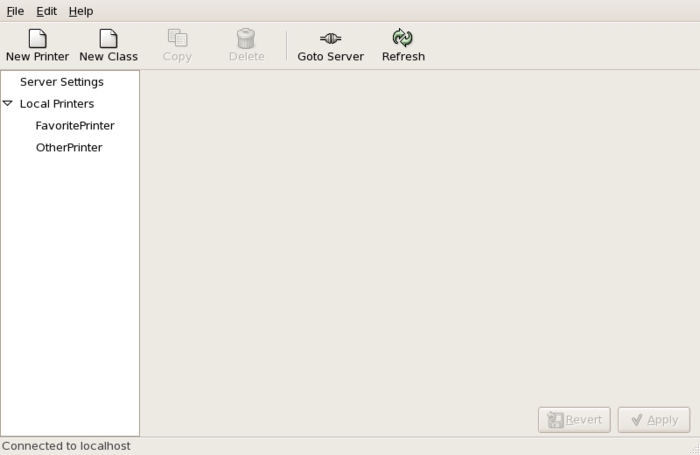 File Edit Help
New Printer New Class Copy Delete Goto Server Refresh
Server Settings
Local Printers
FavoritePrinter
OtherPrinter
Revert Apply
Connected to localhost